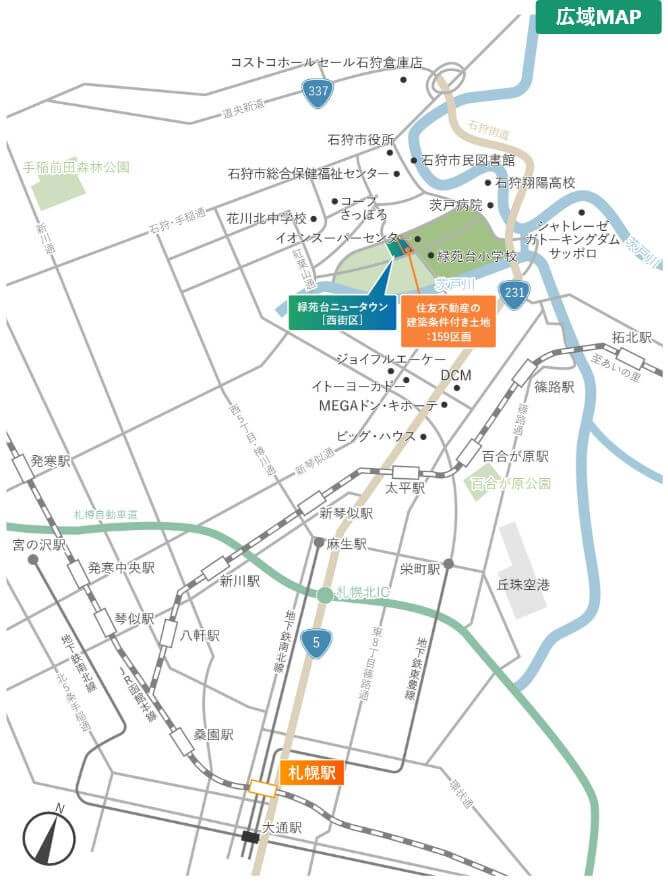 広域MAP
コストコホールセール石狩倉庫店
337
道央新道
石狩街道
石狩市役所
手稲前田森林公園
石狩市民図書館
石狩市総合保健福祉センター
石狩翔陽高校
コープ
さっぽろ
茨戸病院
石狩・手稲通
花川北中学校
シャトレーゼ
ガトーキングダム
サッポロ
新川通
イオンスーパーセンター
茨戸川
紅葉山通
緑苑台小学校
茨戸川
231
緑苑台ニュータウン
[西街区]
住友不動産の
建築条件付き土地
:159区画
拓北駅
至あいの里
ジョイフルエーケー
DCM
イトーヨーカドー
篠路駅
MEGAドン・キホーテ
西5丁目・樽川通
篠路通
ビッグ・ハウス
発寒駅
新琴似通
百合が原駅
太平駅
百合が原公園
札樽自動車道
新琴似駅
宮の沢駅
麻生駅
発寒中央駅
栄町駅
新川駅
丘珠空港
札幌北IC
琴似駅
八軒駅
5
地下鉄南北線
地下鉄南北線
東8丁目篠路通
地下鉄東豊線
北5条手稲通
JR函館本線
桑園駅
札幌駅
環状通
N
大通駅